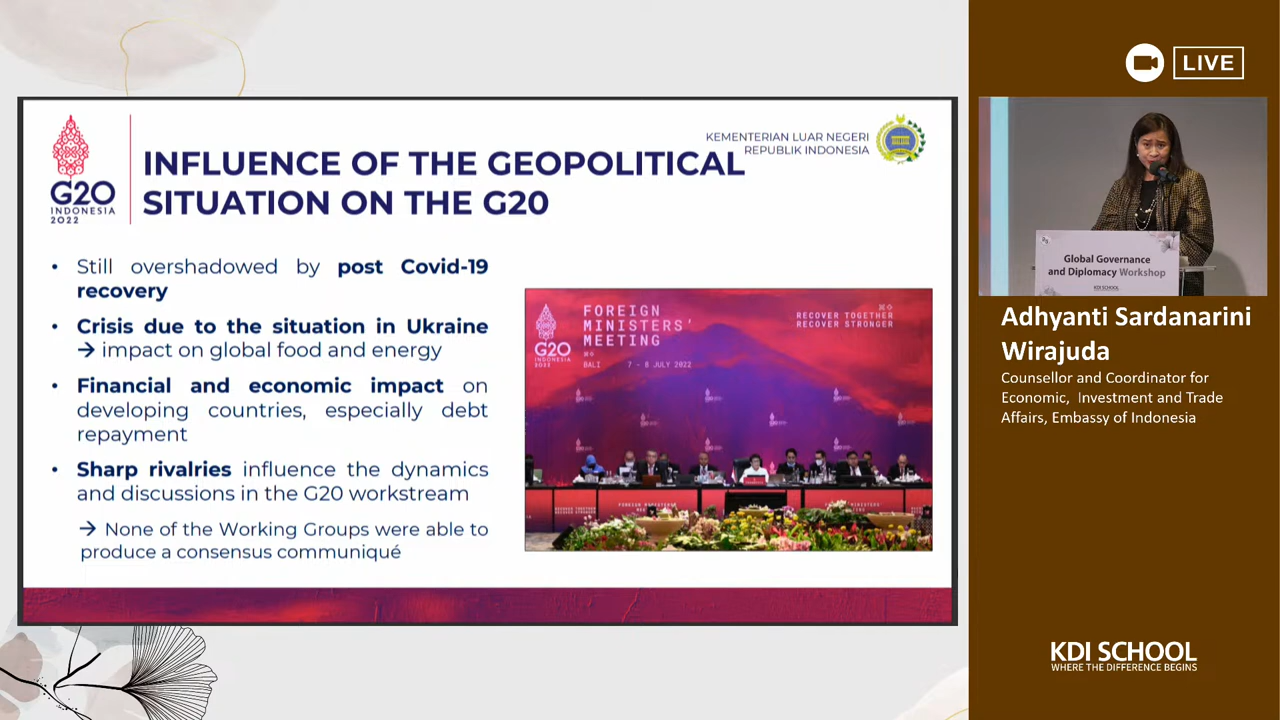 KEMENTERIAN LUAR NEGERI
REPUBLIK INDONESIA
G20
INDONESIA
2022
INFLUENCE OF THE GEOPOLITICAL
SITUATION ON THE G20
• Still overshadowed by post Covid-19
recovery
• Crisis due to the situation in Ukraine
→ impact on global food and energy
• Financial and economic impact on
developing countries, especially debt
repayment
• Sharp rivalries influence the dynamics
and discussions in the G20 workstream
→ None of the Working Groups were able to
produce a consensus communiqué
G20
INDONESIA
2022
FOREIGN
MINISTERS'
MEETING
BALI 7 - 8 JULY 2022
RECOVER TOGETHER
RECOVER STRONGER
LIVE
Global Governance
and Diplomacy Workshop
KDI SCHOOL
Adhyanti Sardanarini
Wirajuda
Counsellor and Coordinator for
Economic, Investment and Trade
Affairs, Embassy of Indonesia
KDI SCHOOL
WHERE THE DIFFERENCE BEGINS